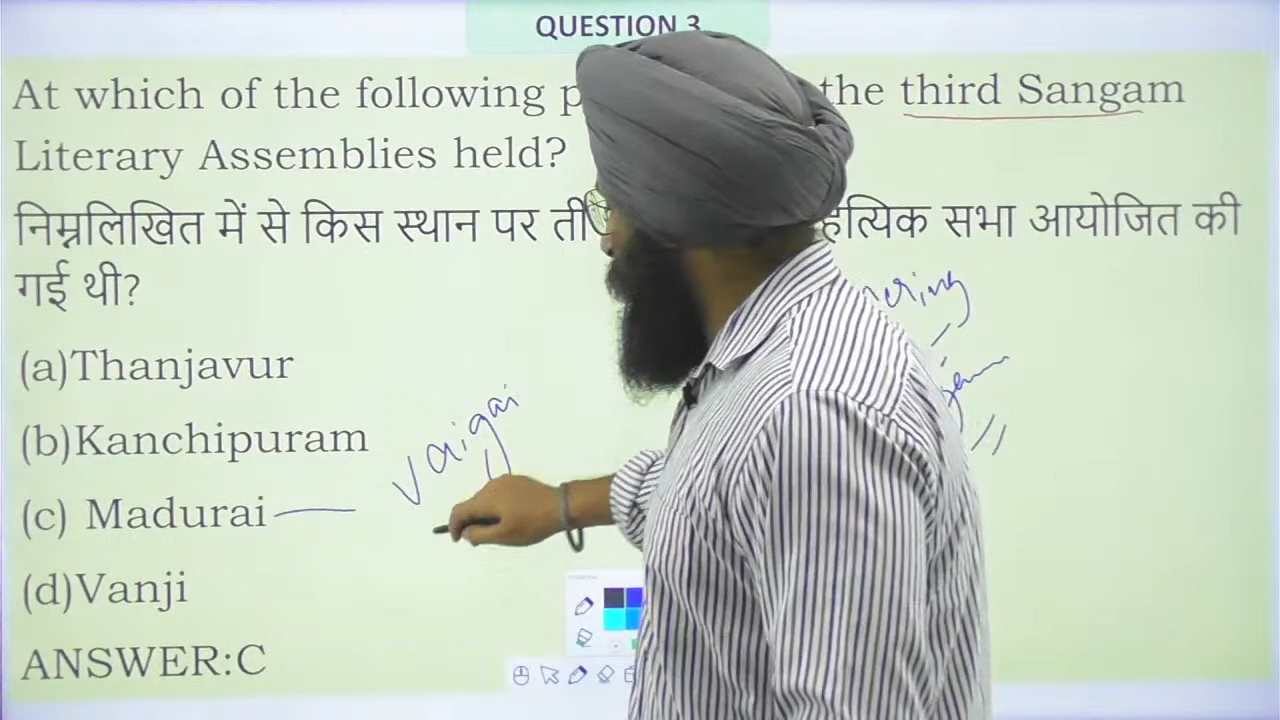 QUESTION 3
At which of the following the third Sangam
Literary Assemblies held?
निम्नलिखित में से किस स्थान पर आयोजित की
गई थी?
(a)Thanjavur
(b)Kanchipuram
Vaigai
(c) Madurai
(d)Vanji
ANSWER:C